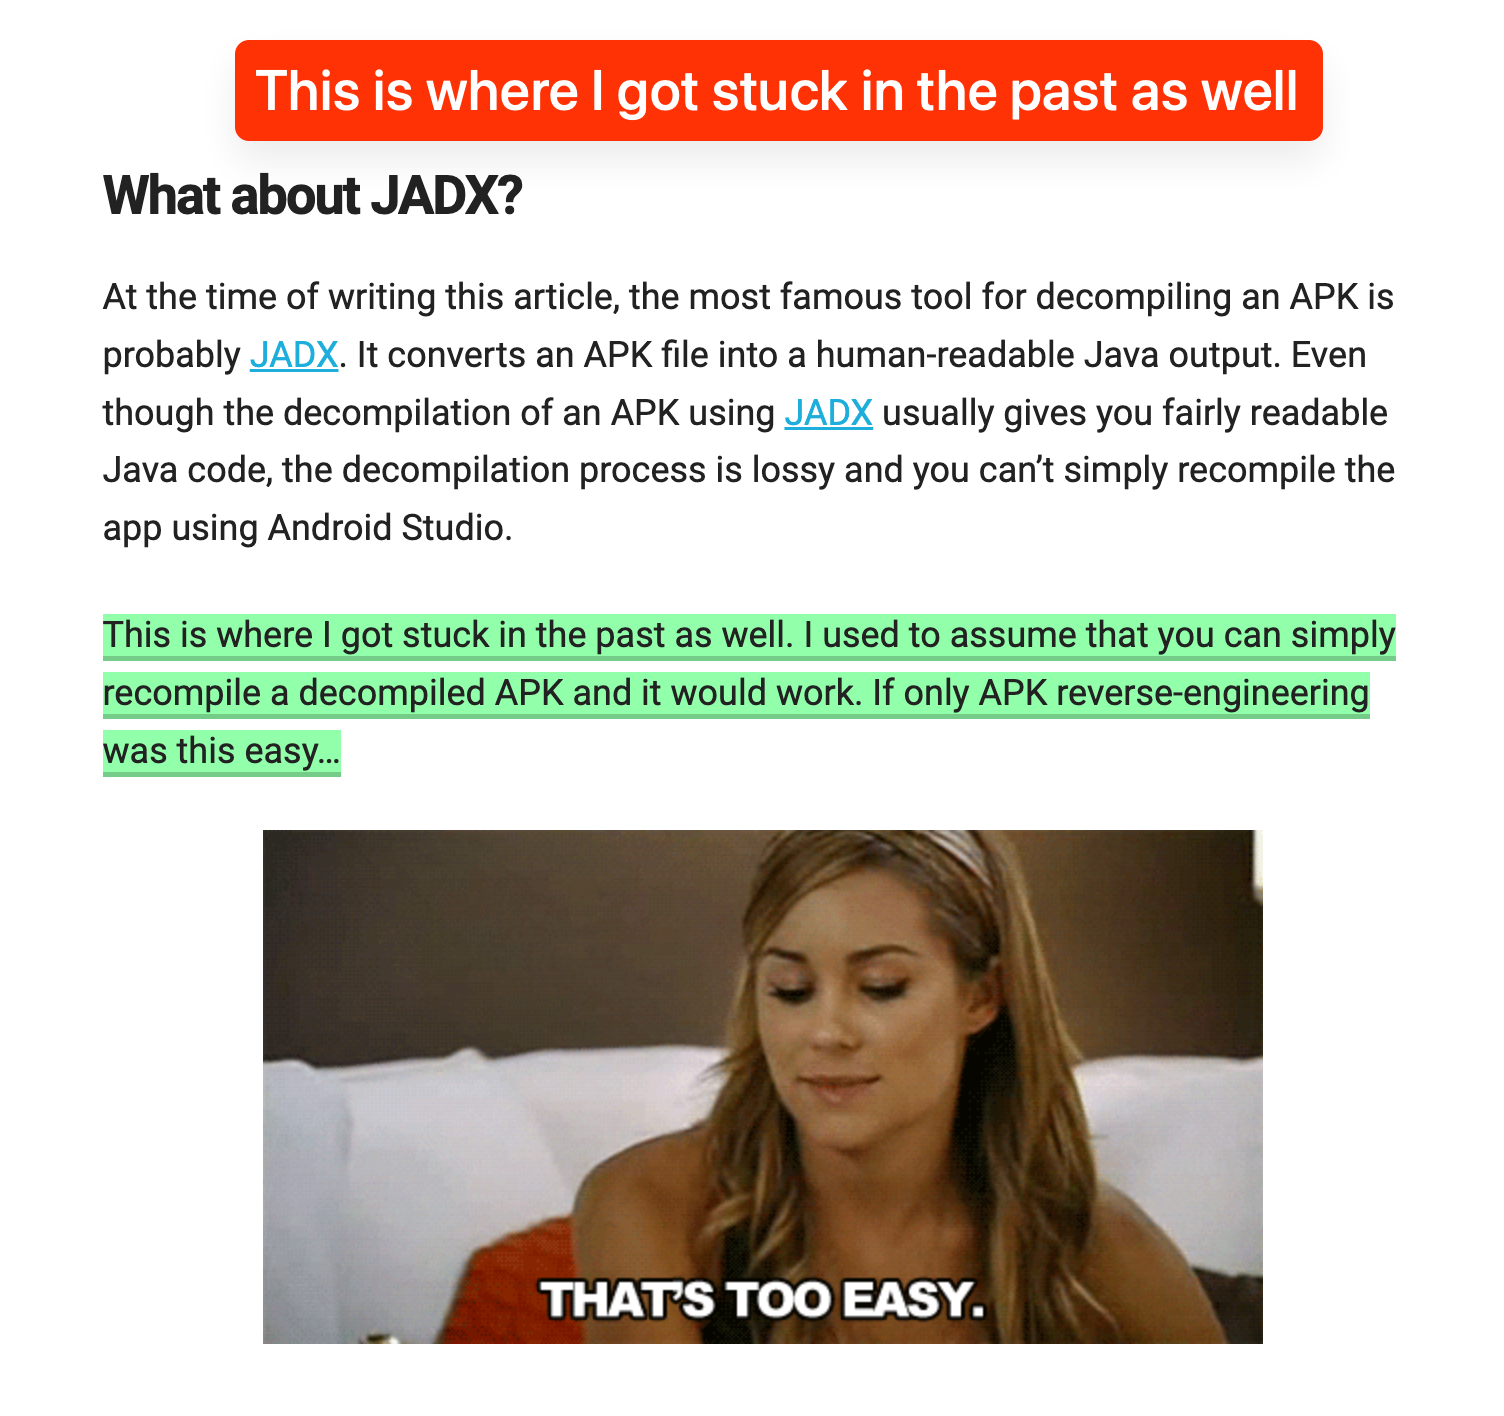 This is where I got stuck in the past as well
What about JADX?
At the time of writing this article, the most famous tool for decompiling an APK is
probably JADX. It converts an APK file into a human-readable Java output. Even
though the decompilation of an APK using JADX usually gives you fairly readable
Java code, the decompilation process is lossy and you can’t simply recompile the
app using Android Studio.
This is where I got stuck in the past as well. I used to assume that you can simply
recompile a decompiled APK and it would work. If only APK reverse-engineering
was this easy…
THAT'S TOO EASY.